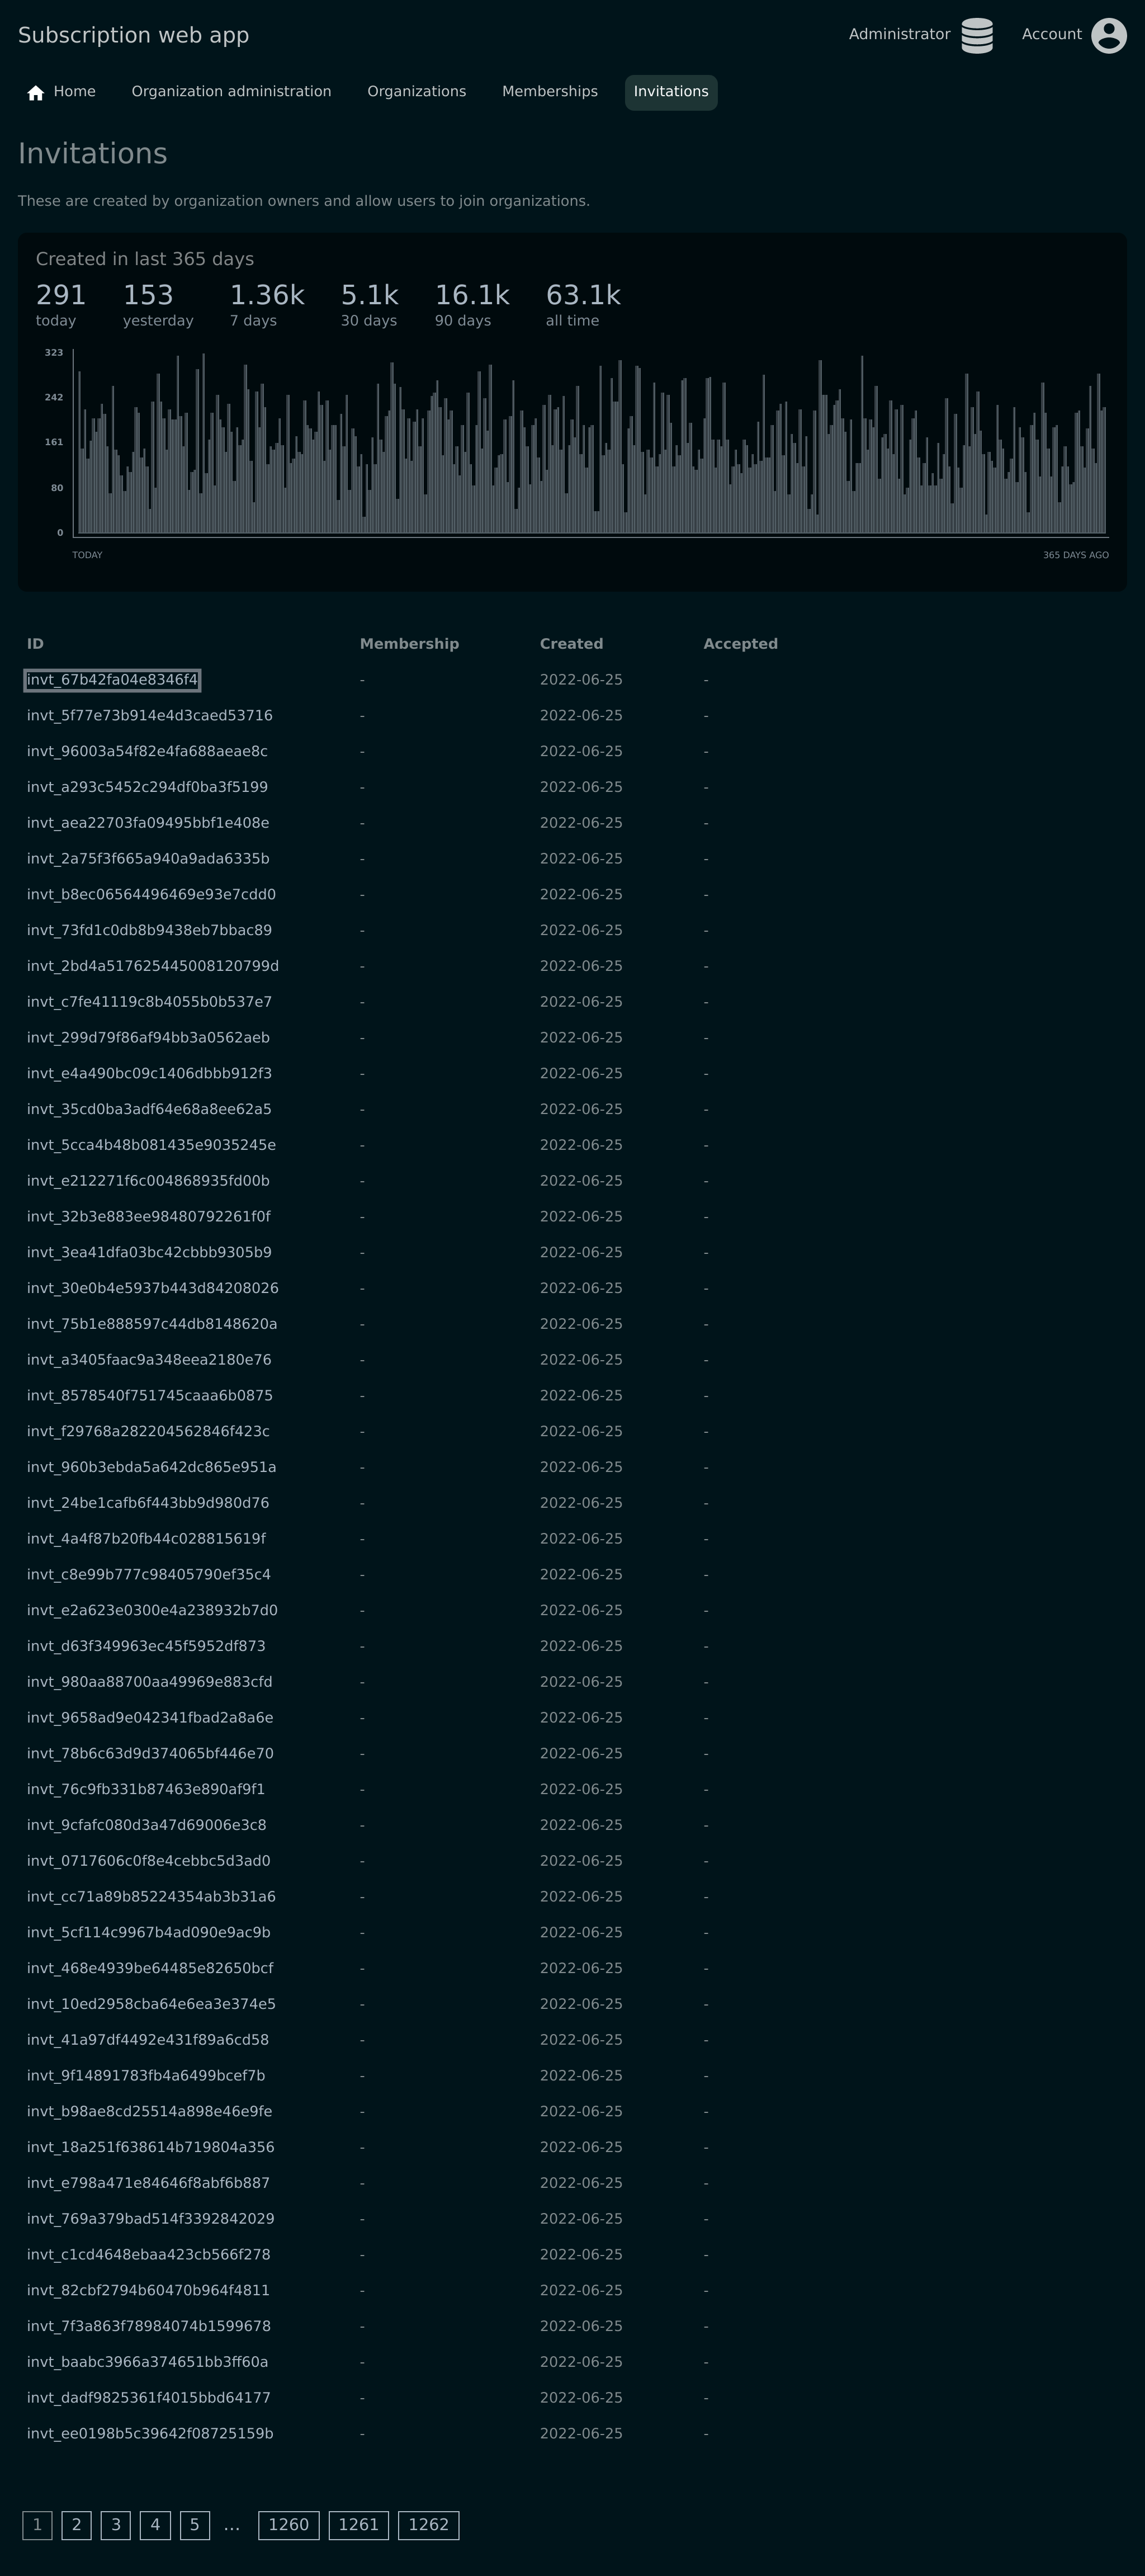 Subscription web app Administrator Account
Home Organization administration Organizations Memberships Invitations
Invitations
These are created by organization owners and allow users to join organizations.
Created in last 365 days
291 153 1.36k 5.1k 16.1k 63.1k
today yesterday 7 days 30 days 90 days all time
323
242
161
80
0
TODAY 365 DAYS AGO
ID Membership Created Accepted
invt_67b42fa04e8346f4 - 2022-06-25 -
invt_5f77e73b914e4d3caed53716 - 2022-06-25 -
invt_96003a54f82e4fa688aeae8c - 2022-06-25 -
invt_a293c5452c294df0ba3f5199 - 2022-06-25 -
invt_aea22703fa09495bbf1e408e - 2022-06-25 -
invt_2a75f3f665a940a9ada6335b - 2022-06-25 -
invt_b8ec06564496469e93e7cdd0 - 2022-06-25 -
invt_73fd1c0db8b9438eb7bbac89 - 2022-06-25 -
invt_2bd4a517625445008120799d - 2022-06-25 -
invt_c7fe41119c8b4055b0b537e7 - 2022-06-25 -
invt_299d79f86af94bb3a0562aeb - 2022-06-25 -
invt_e4a490bc09c1406dbbb912f3 - 2022-06-25 -
invt_35cd0ba3adf64e68a8ee62a5 - 2022-06-25 -
invt_5cca4b48b081435e9035245e - 2022-06-25 -
invt_e212271f6c004868935fd00b - 2022-06-25 -
invt_32b3e883ee98480792261f0f - 2022-06-25 -
invt_3ea41dfa03bc42cbbb9305b9 - 2022-06-25 -
invt_30e0b4e5937b443d84208026 - 2022-06-25 -
invt_75b1e888597c44db8148620a - 2022-06-25 -
invt_a3405faac9a348eea2180e76 - 2022-06-25 -
invt_8578540f751745caaa6b0875 - 2022-06-25 -
invt_f29768a282204562846f423c - 2022-06-25 -
invt_960b3ebda5a642dc865e951a - 2022-06-25 -
invt_24be1cafb6f443bb9d980d76 - 2022-06-25 -
invt_4a4f87b20fb44c028815619f - 2022-06-25 -
invt_c8e99b777c98405790ef35c4 - 2022-06-25 -
invt_e2a623e0300e4a238932b7d0 - 2022-06-25 -
invt_d63f349963ec45f5952df873 - 2022-06-25 -
invt_980aa88700aa49969e883cfd - 2022-06-25 -
invt_9658ad9e042341fbad2a8a6e - 2022-06-25 -
invt_78b6c63d9d374065bf446e70 - 2022-06-25 -
invt_76c9fb331b87463e890af9f1 - 2022-06-25 -
invt_9cfafc080d3a47d69006e3c8 - 2022-06-25 -
invt_0717606c0f8e4cebbc5d3ad0 - 2022-06-25 -
invt_cc71a89b85224354ab3b31a6 - 2022-06-25 -
invt_5cf114c9967b4ad090e9ac9b - 2022-06-25 -
invt_468e4939be64485e82650bcf - 2022-06-25 -
invt_10ed2958cba64e6ea3e374e5 - 2022-06-25 -
invt_41a97df4492e431f89a6cd58 - 2022-06-25 -
invt_9f14891783fb4a6499bcef7b - 2022-06-25 -
invt_b98ae8cd25514a898e46e9fe - 2022-06-25 -
invt_18a251f638614b719804a356 - 2022-06-25 -
invt_e798a471e84646f8abf6b887 - 2022-06-25 -
invt_769a379bad514f3392842029 - 2022-06-25 -
invt_c1cd4648ebaa423cb566f278 - 2022-06-25 -
invt_82cbf2794b60470b964f4811 - 2022-06-25 -
invt_7f3a863f78984074b1599678 - 2022-06-25 -
invt_baabc3966a374651bb3ff60a - 2022-06-25 -
invt_dadf9825361f4015bbd64177 - 2022-06-25 -
invt_ee0198b5c39642f08725159b - 2022-06-25 -
1 2 3 4 5 ... 1260 1261 1262